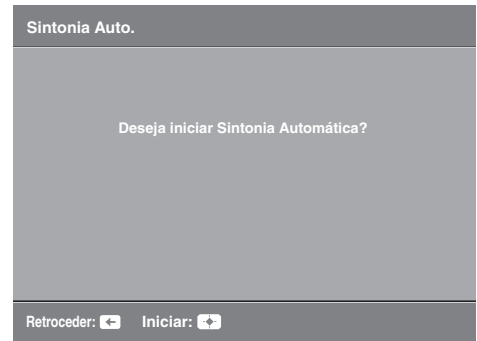 Sintonia Auto.
Deseja iniciar Sintonia Automática?
Retroceder: Iniciar: